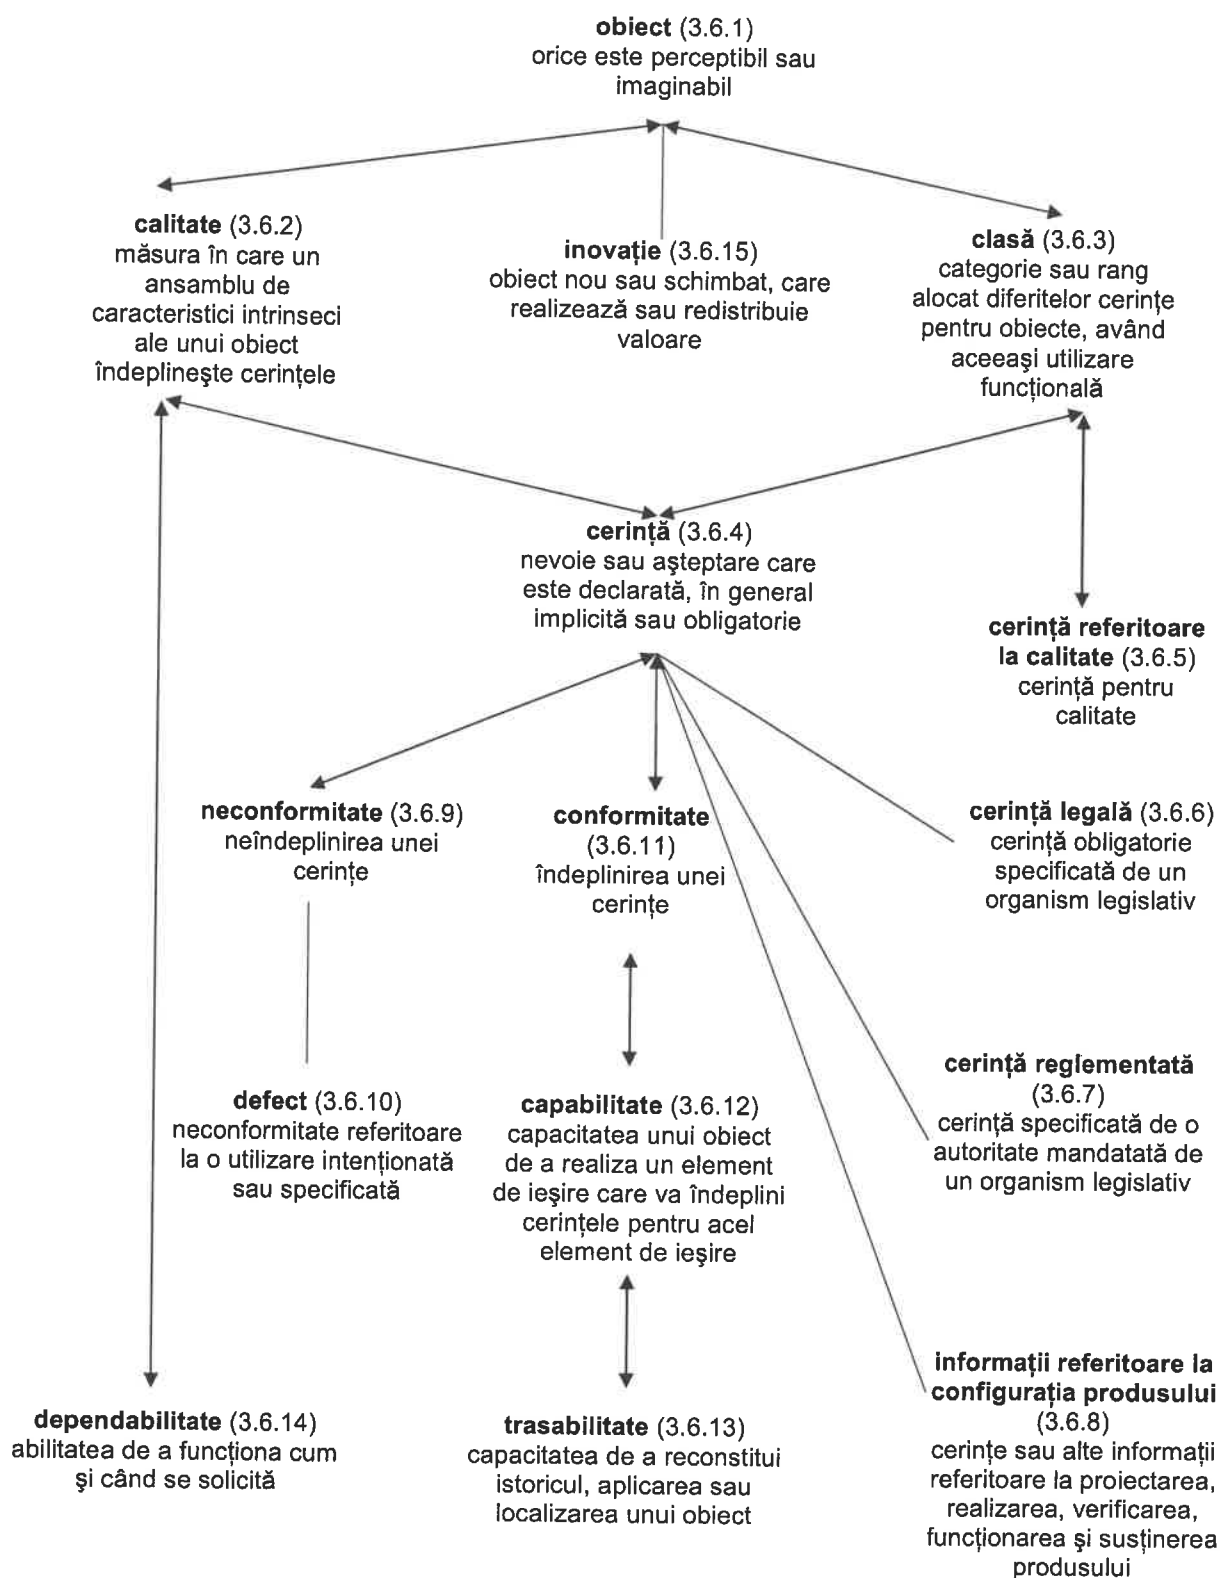 obiect (3.6.1)
orice este perceptibil sau
imaginabil
calitate (3.6.2)
măsura în care un
ansamblu de
caracteristici intrinseci
ale unui obiect
îndeplineşte cerinţele
inovaţie (3.6.15)
obiect nou sau schimbat, care
realizează sau redistribuie
valoare
clasă (3.6.3)
categorie sau rang
alocat diferitelor cerinţe
pentru obiecte, având
aceeaşi utilizare
funcţională
cerinţă (3.6.4)
nevoie sau aşteptare care
este declarată, în general
implicită sau obligatorie
cerinţă referitoare
la calitate (3.6.5)
cerinţă pentru
calitate
neconformitate (3.6.9)
neîndeplinirea unei
cerinţe
conformitate
(3.6.11)
îndeplinirea unei
cerinţe
cerinţă legală (3.6.6)
cerinţă obligatorie
specificată de un
organism legislativ
defect (3.6.10)
neconformitate referitoare
la o utilizare intenţionată
sau specificată
capabilitate (3.6.12)
capacitatea unui obiect
de a realiza un element
de ieşire care va îndeplini
cerinţele pentru acel
element de ieşire
cerinţă reglementată
(3.6.7)
cerinţă specificată de o
autoritate mandatată de
un organism legislativ
dependabilitate (3.6.14)
abilitatea de a funcţiona cum
şi când se solicită
trasabilitate (3.6.13)
capacitatea de a reconstitui
istoricul, aplicarea sau
localizarea unui obiect
informaţii referitoare la
configuraţia produsului
(3.6.8)
cerinţe sau alte informaţii
referitoare la proiectarea,
realizarea, verificarea,
funcţionarea şi susţinerea
produsului